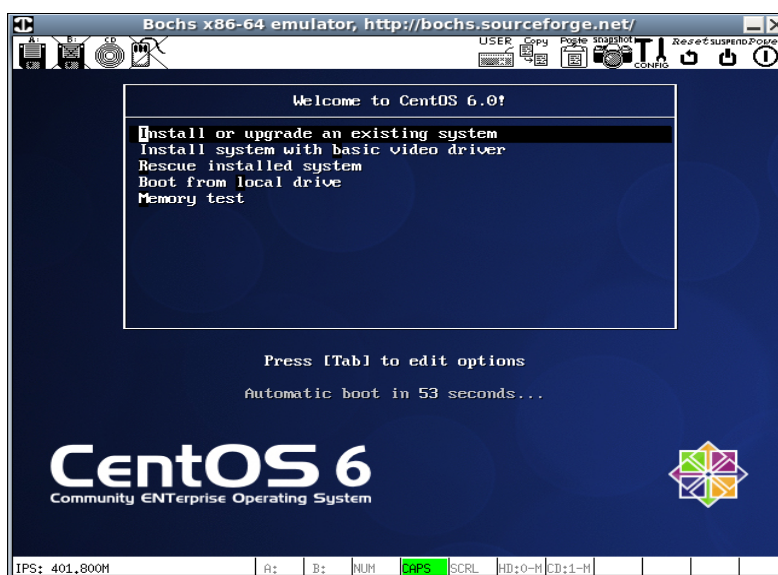 Bochs x86-64 emulator, http://bochs.sourceforge.net/
A: B: CD USER Copy Paste snapshot CONFIG Reset SUSPEND Power
Welcome to CentOS 6.0!
Install or upgrade an existing system
Install system with basic video driver
Rescue installed system
Boot from local drive
Memory test
Press [Tab] to edit options
Automatic boot in 53 seconds...
CentOS 6
Community ENTerprise Operating System
IPS: 401.800M A: B: NUM CAPS SCRL HD:0-M CD:1-M